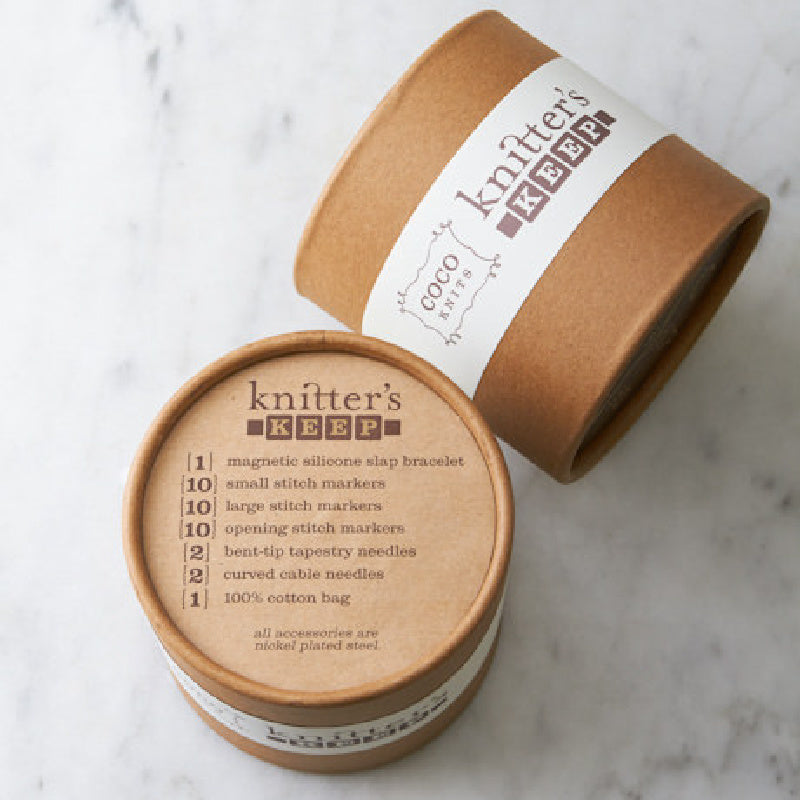 knitter's
KEEP
COCO
KNITS
knitter's
KEEP
1 magnetic silicone slap bracelet
10 small stitch markers
10 large stitch markers
10 opening stitch markers
2 bent-tip tapestry needles
2 curved cable needles
1 100% cotton bag
all accessories are
nickel plated steel.
knitter's